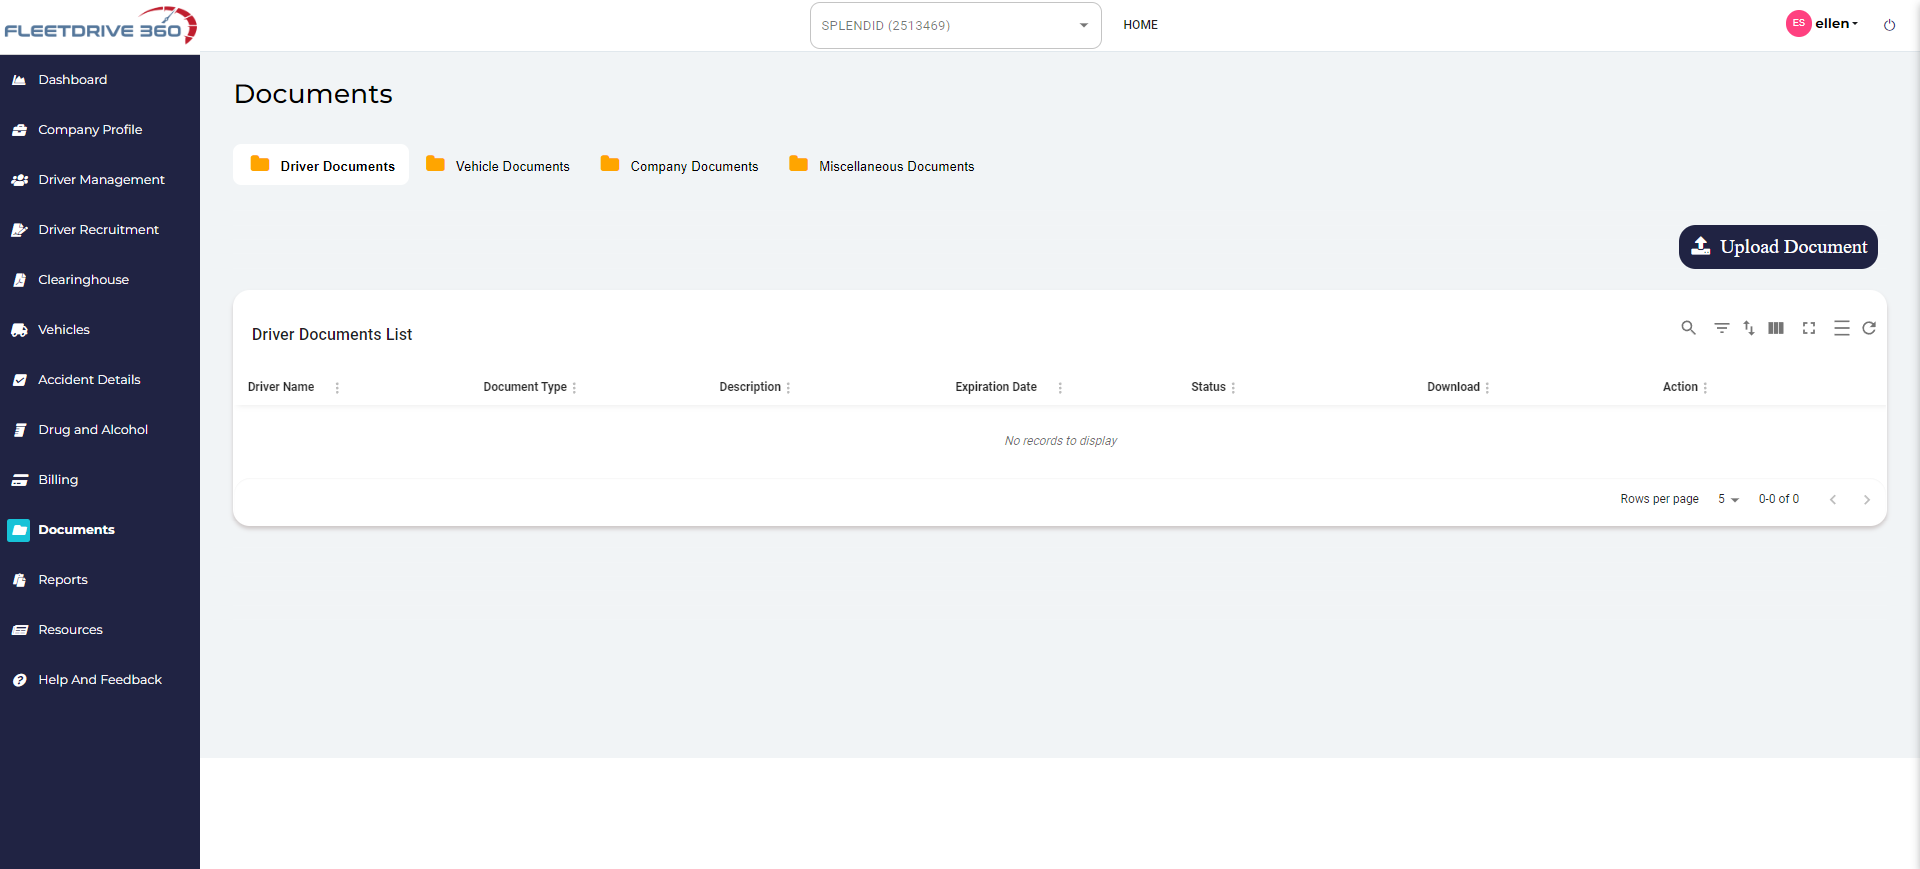 FLEETDRIVE 360
SPLENDID (2513469)
HOME
ES ellen
Dashboard
Company Profile
Driver Management
Driver Recruitment
Clearinghouse
Vehicles
Accident Details
Drug and Alcohol
Billing
Documents
Reports
Resources
Help And Feedback
Documents
Driver Documents Vehicle Documents Company Documents Miscellaneous Documents
Upload Document
Driver Documents List
Driver Name Document Type Description Expiration Date Status Download Action
No records to display
Rows per page 5 0-0 of 0